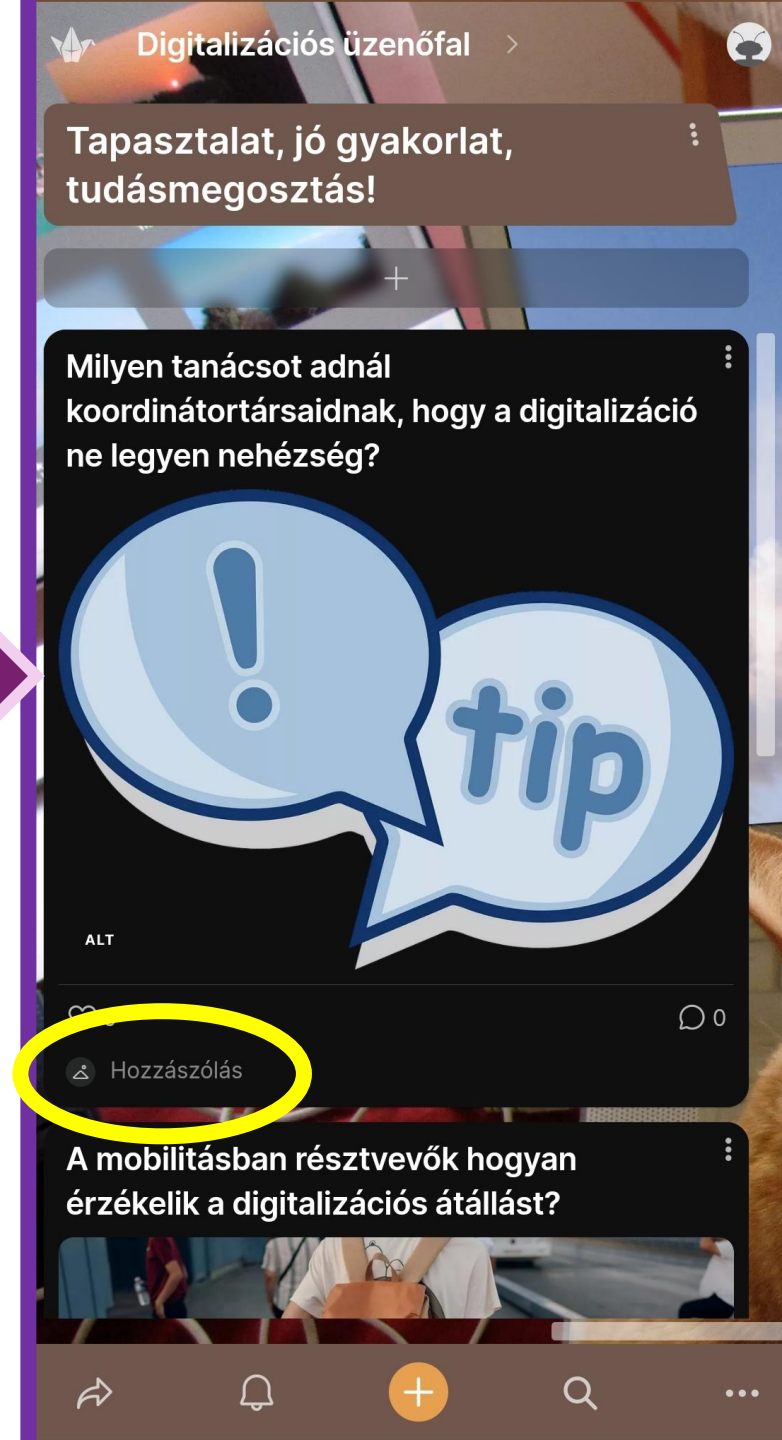 Digitalizációs üzenőfal
Tapasztalat, jó gyakorlat,
tudásmegosztás!
Milyen tanácsot adnál
koordinátortársaidnak, hogy a digitalizáció
ne legyen nehézség?
!
tip
ALT
0
Hozzászólás
A mobilitásban résztvevők hogyan
érzékelik a digitalizációs átállást?